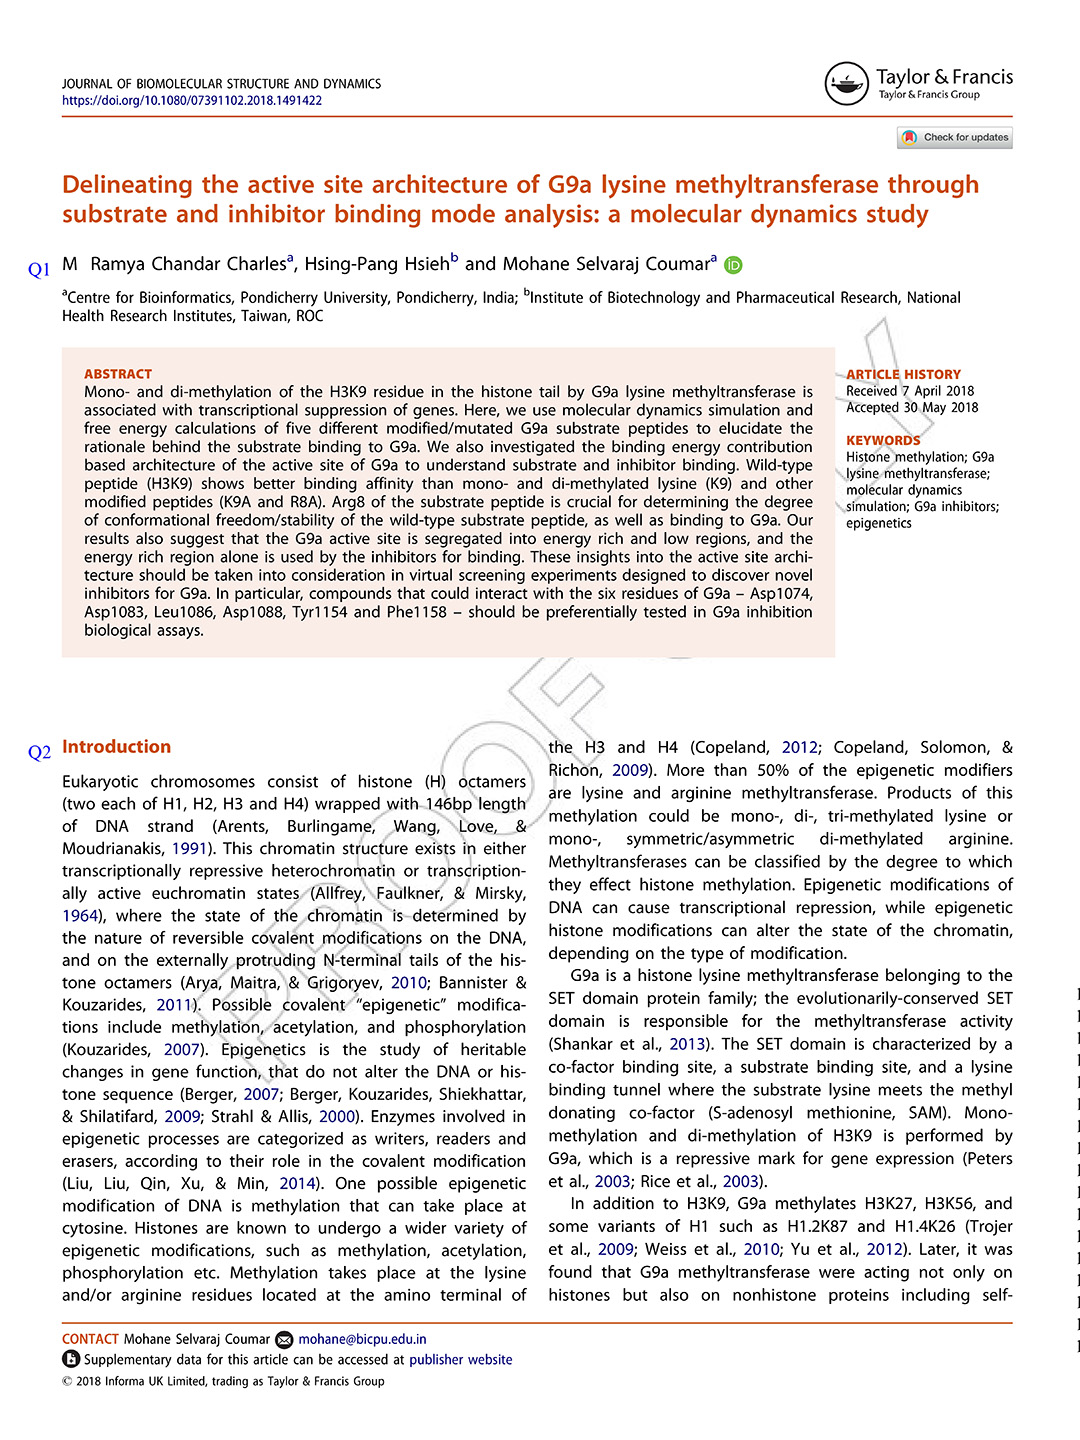 JOURNAL OF BIOMOLECULAR STRUCTURE AND DYNAMICS
https://doi.org/10.1080/07391102.2018.1491422
Taylor & Francis
Taylor & Francis Group
Check for updates
Delineating the active site architecture of G9a lysine methyltransferase through
substrate and inhibitor binding mode analysis: a molecular dynamics study
Q1 M Ramya Chandar Charlesa, Hsing-Pang Hsiehb and Mohane Selvaraj Coumara iD
aCentre for Bioinformatics, Pondicherry University, Pondicherry, India; bInstitute of Biotechnology and Pharmaceutical Research, National
Health Research Institutes, Taiwan, ROC
ABSTRACT
Mono- and di-methylation of the H3K9 residue in the histone tail by G9a lysine methyltransferase is
associated with transcriptional suppression of genes. Here, we use molecular dynamics simulation and
free energy calculations of five different modified/mutated G9a substrate peptides to elucidate the
rationale behind the substrate binding to G9a. We also investigated the binding energy contribution
based architecture of the active site of G9a to understand substrate and inhibitor binding. Wild-type
peptide (H3K9) shows better binding affinity than mono- and di-methylated lysine (K9) and other
modified peptides (K9A and R8A). Arg8 of the substrate peptide is crucial for determining the degree
of conformational freedom/stability of the wild-type substrate peptide, as well as binding to G9a. Our
results also suggest that the G9a active site is segregated into energy rich and low regions, and the
energy rich region alone is used by the inhibitors for binding. These insights into the active site archi-
tecture should be taken into consideration in virtual screening experiments designed to discover novel
inhibitors for G9a. In particular, compounds that could interact with the six residues of G9a – Asp1074,
Asp1083, Leu1086, Asp1088, Tyr1154 and Phe1158 – should be preferentially tested in G9a inhibition
biological assays.
ARTICLE HISTORY
Received 7 April 2018
Accepted 30 May 2018
KEYWORDS
Histone methylation; G9a
lysine methyltransferase;
molecular dynamics
simulation; G9a inhibitors;
epigenetics
PROOF
Q2 Introduction
Eukaryotic chromosomes consist of histone (H) octamers
(two each of H1, H2, H3 and H4) wrapped with 146bp length
of DNA strand (Arents, Burlingame, Wang, Love, &
Moudrianakis, 1991). This chromatin structure exists in either
transcriptionally repressive heterochromatin or transcription-
ally active euchromatin states (Allfrey, Faulkner, & Mirsky,
1964), where the state of the chromatin is determined by
the nature of reversible covalent modifications on the DNA,
and on the externally protruding N-terminal tails of the his-
tone octamers (Arya, Maitra, & Grigoryev, 2010; Bannister &
Kouzarides, 2011). Possible covalent “epigenetic” modifica-
tions include methylation, acetylation, and phosphorylation
(Kouzarides, 2007). Epigenetics is the study of heritable
changes in gene function, that do not alter the DNA or his-
tone sequence (Berger, 2007; Berger, Kouzarides, Shiekhattar,
& Shilatifard, 2009; Strahl & Allis, 2000). Enzymes involved in
epigenetic processes are categorized as writers, readers and
erasers, according to their role in the covalent modification
(Liu, Liu, Qin, Xu, & Min, 2014). One possible epigenetic
modification of DNA is methylation that can take place at
cytosine. Histones are known to undergo a wider variety of
epigenetic modifications, such as methylation, acetylation,
phosphorylation etc. Methylation takes place at the lysine
and/or arginine residues located at the amino terminal of
the H3 and H4 (Copeland, 2012; Copeland, Solomon, &
Richon, 2009). More than 50% of the epigenetic modifiers
are lysine and arginine methyltransferase. Products of this
methylation could be mono-, di-, tri-methylated lysine or
mono-, symmetric/asymmetric di-methylated arginine.
Methyltransferases can be classified by the degree to which
they effect histone methylation. Epigenetic modifications of
DNA can cause transcriptional repression, while epigenetic
histone modifications can alter the state of the chromatin,
depending on the type of modification.
G9a is a histone lysine methyltransferase belonging to the
SET domain protein family; the evolutionarily-conserved SET
domain is responsible for the methyltransferase activity
(Shankar et al., 2013). The SET domain is characterized by a
co-factor binding site, a substrate binding site, and a lysine
binding tunnel where the substrate lysine meets the methyl
donating co-factor (S-adenosyl methionine, SAM). Mono-
methylation and di-methylation of H3K9 is performed by
G9a, which is a repressive mark for gene expression (Peters
et al., 2003; Rice et al., 2003).
In addition to H3K9, G9a methylates H3K27, H3K56, and
some variants of H1 such as H1.2K87 and H1.4K26 (Trojer
et al., 2009; Weiss et al., 2010; Yu et al., 2012). Later, it was
found that G9a methyltransferase were acting not only on
histones but also on nonhistone proteins including self-
CONTACT Mohane Selvaraj Coumar mohane@bicpu.edu.in
Supplementary data for this article can be accessed at publisher website
© 2018 Informa UK Limited, trading as Taylor & Francis Group